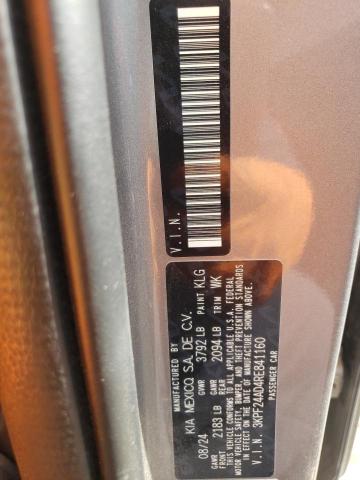 V.I.N.
MANUFACTURED BY
KIA MEXICO S.A. DE C.V.
08/24 GVWR 3792 LB PAINT KLG
GAWR FRONT 2183 LB GAWR REAR 2094 LB TRIM WK
THIS VEHICLE CONFORMS TO ALL APPLICABLE U.S.A. FEDERAL
MOTOR VEHICLE SAFETY, BUMPER, AND THEFT PREVENTION STANDARDS
IN EFFECT ON THE DATE OF MANUFACTURE SHOWN ABOVE.
V.I.N. 3KPF24AD4RE841160
PASSENGER CAR